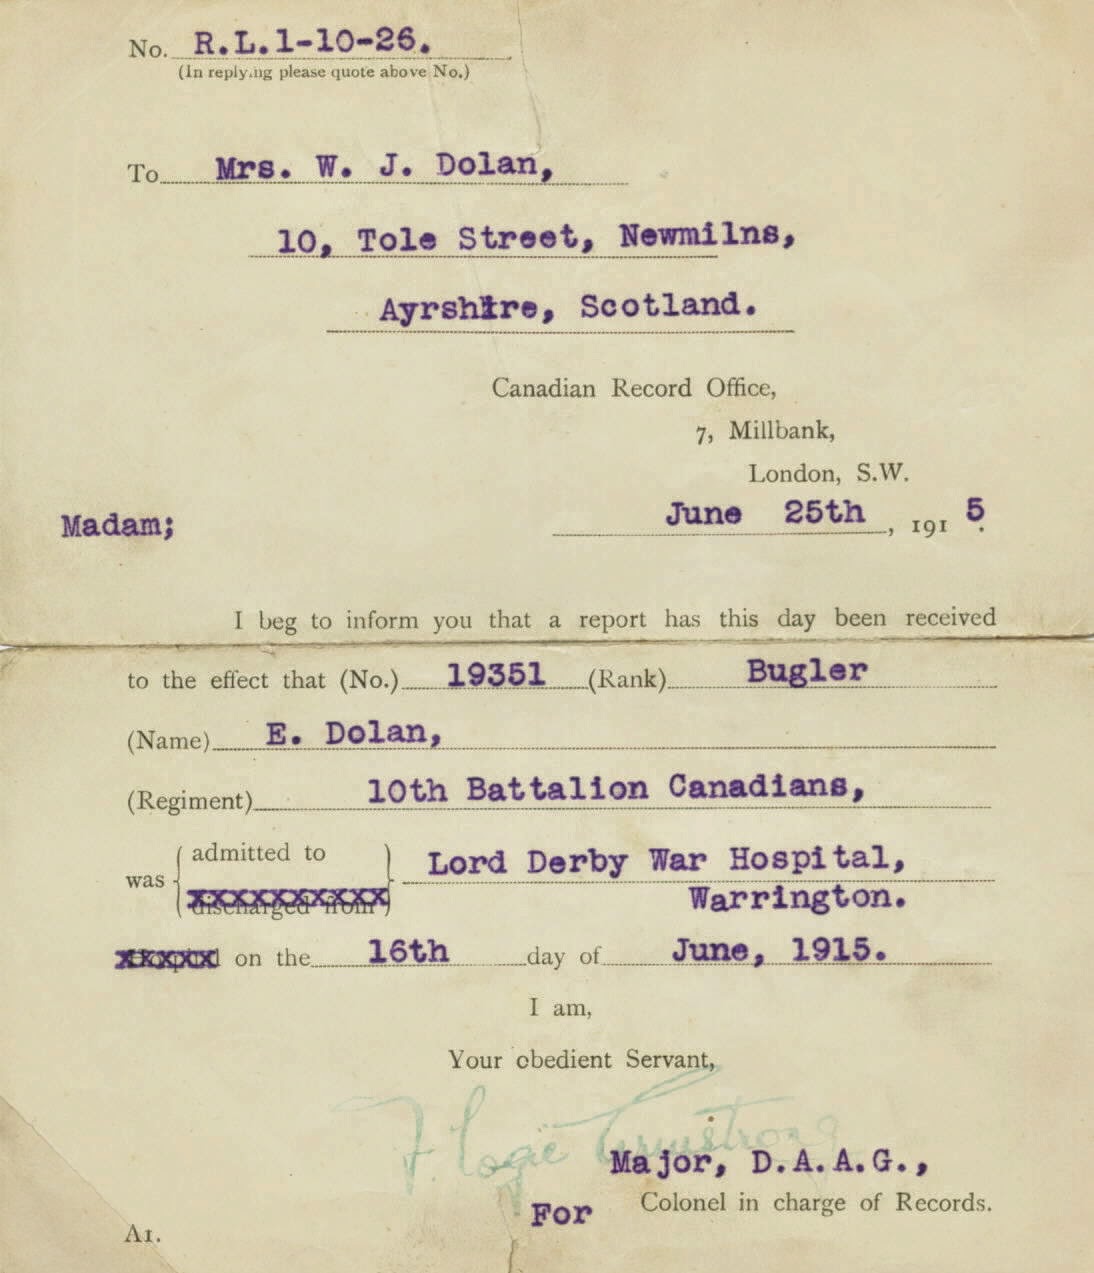 No. R.L.1-10-26.
(In replying please quote above No.)
To Mrs. W. J. Dolan,
10, Tole Street, Newmilns,
Ayrshire, Scotland.
Canadian Record Office,
7, Millbank,
London, S.W.
June 25th, 1915.
Madam;
I beg to inform you that a report has this day been received
to the effect that (No.) 19351 (Rank) Bugler
(Name) E. Dolan,
(Regiment) 10th Battalion Canadians,
admitted to Lord Derby War Hospital,
was
discharged from Warrington.
on the 16th day of June, 1915.
I am,
Your obedient Servant,
Armstrong
Major, D.A.A.G.,
For Colonel in charge of Records.
A1.